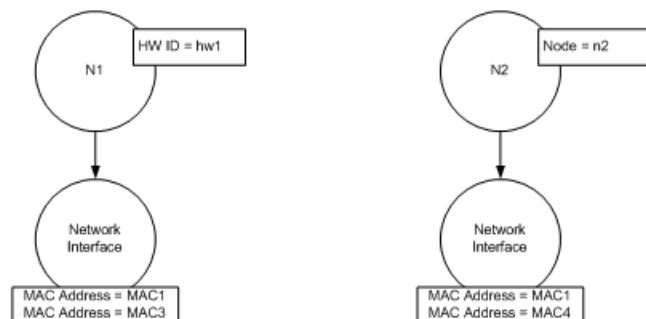 HW ID = hw1
N1
Node = n2
N2
Network
Interface
MAC Address = MAC1
MAC Address = MAC3
Network
Interface
MAC Address = MAC1
MAC Address = MAC4